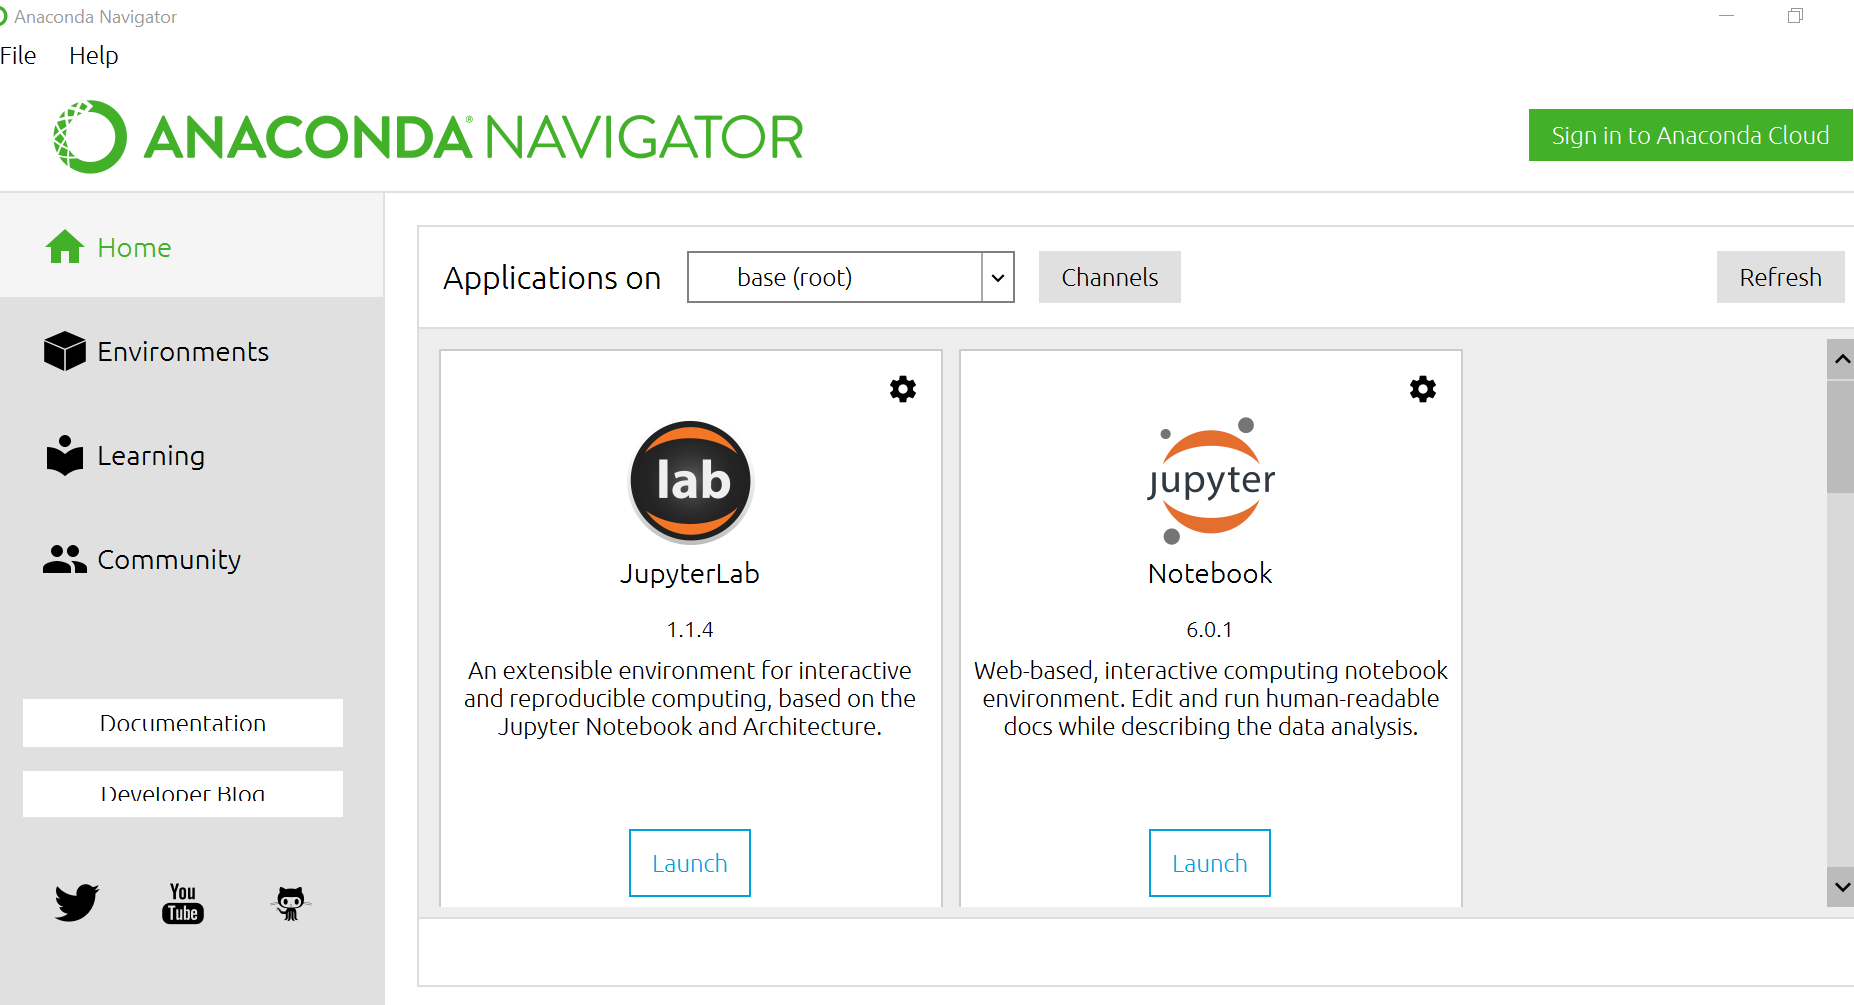 Anaconda Navigator
File Help
ANACONDA® NAVIGATOR
Sign in to Anaconda Cloud
Home
Environments
Learning
Community
Documentation
Developer Blog
You
Tube
Applications on
base (root)
Channels
Refresh
lab
JupyterLab
1.1.4
An extensible environment for interactive
and reproducible computing, based on the
Jupyter Notebook and Architecture.
Launch
jupyter
Notebook
6.0.1
Web-based, interactive computing notebook
environment. Edit and run human-readable
docs while describing the data analysis.
Launch